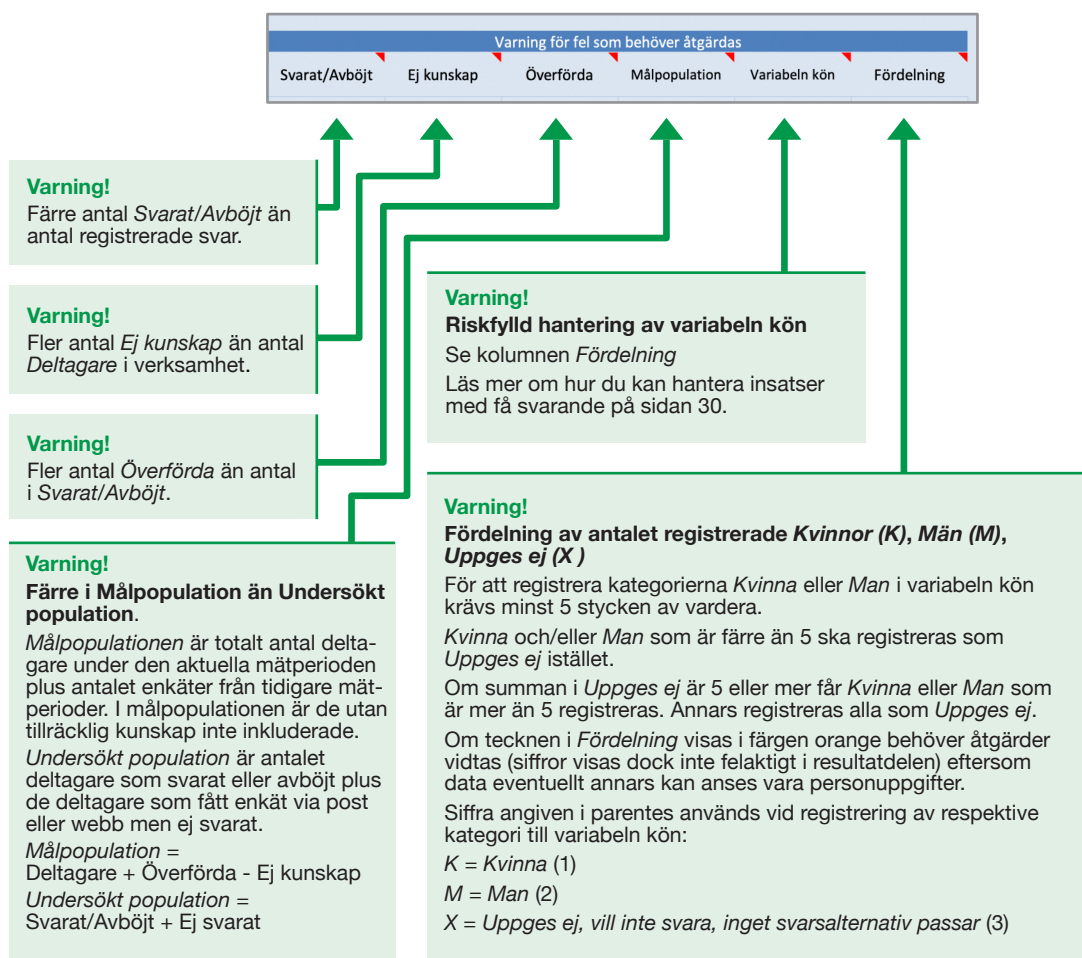 Varning för fel som behöver åtgärdas
Svarat/Avböjt Ej kunskap Överförda Målpopulation Variabeln kön Fördelning
Varning!
Färre antal Svarat/Avböjt än
antal registrerade svar.
Varning!
Fler antal Ej kunskap än antal
Deltagare i verksamhet.
Varning!
Fler antal Överförda än antal
i Svarat/Avböjt.
Varning!
Färre i Målpopulation än Undersökt
population.
Målpopulationen är totalt antal delta-
gare under den aktuella mätperioden
plus antalet enkäter från tidigare mät-
perioder. I målpopulationen är de utan
tillräcklig kunskap inte inkluderade.
Undersökt population är antalet
deltagare som svarat eller avböjt plus
de deltagare som fått enkät via post
eller webb men ej svarat.
Målpopulation =
Deltagare + Överförda - Ej kunskap
Undersökt population =
Svarat/Avböjt + Ej svarat
Varning!
Riskfylld hantering av variabeln kön
Se kolumnen Fördelning
Läs mer om hur du kan hantera insatser
med få svarande på sidan 30.
Varning!
Fördelning av antalet registrerade Kvinnor (K), Män (M),
Uppges ej (X )
För att registrera kategorierna Kvinna eller Man i variabeln kön
krävs minst 5 stycken av vardera.
Kvinna och/eller Man som är färre än 5 ska registreras som
Uppges ej istället.
Om summan i Uppges ej är 5 eller mer får Kvinna eller Man som
är mer än 5 registreras. Annars registreras alla som Uppges ej.
Om tecknen i Fördelning visas i färgen orange behöver åtgärder
vidtas (siffror visas dock inte felaktigt i resultatdelen) eftersom
data eventuellt annars kan anses vara personuppgifter.
Siffra angiven i parentes används vid registrering av respektive
kategori till variabeln kön:
K = Kvinna (1)
M = Man (2)
X = Uppges ej, vill inte svara, inget svarsalternativ passar (3)